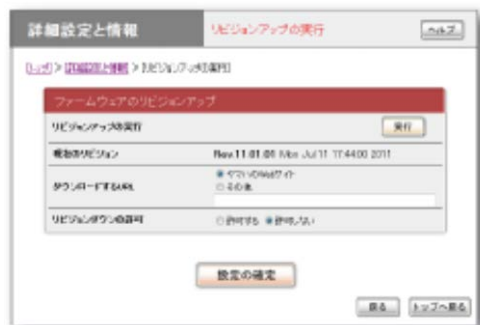 詳細設定と情報
リビジョンアップの実行
ヘルプ
[トップ] > [詳細設定と情報] > [リビジョンアップの実行]
ファームウェアのリビジョンアップ
リビジョンアップの実行
実行
現在のリビジョン
Rev.11.01.01 Mon Jul 11 17:44:00 2011
ダウンロードするURL
ヤマハのWebサイト
その他
リビジョンダウンの許可
許可する 許可しない
設定の確定
戻る
トップへ戻る